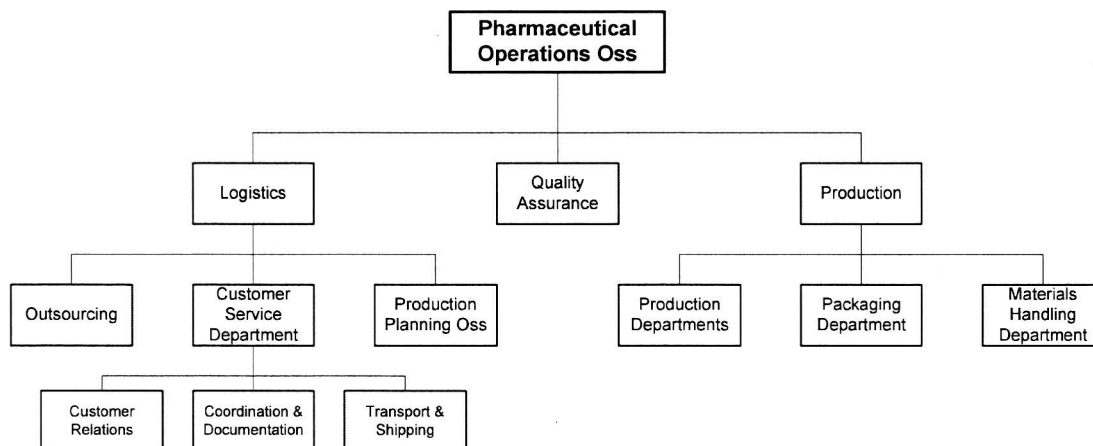 Pharmaceutical
Operations Oss
Logistics
Quality
Assurance
Production
Outsourcing
Customer
Service
Department
Production
Planning Oss
Production
Departments
Packaging
Department
Materials
Handling
Department
Customer
Relations
Coordination &
Documentation
Transport &
Shipping